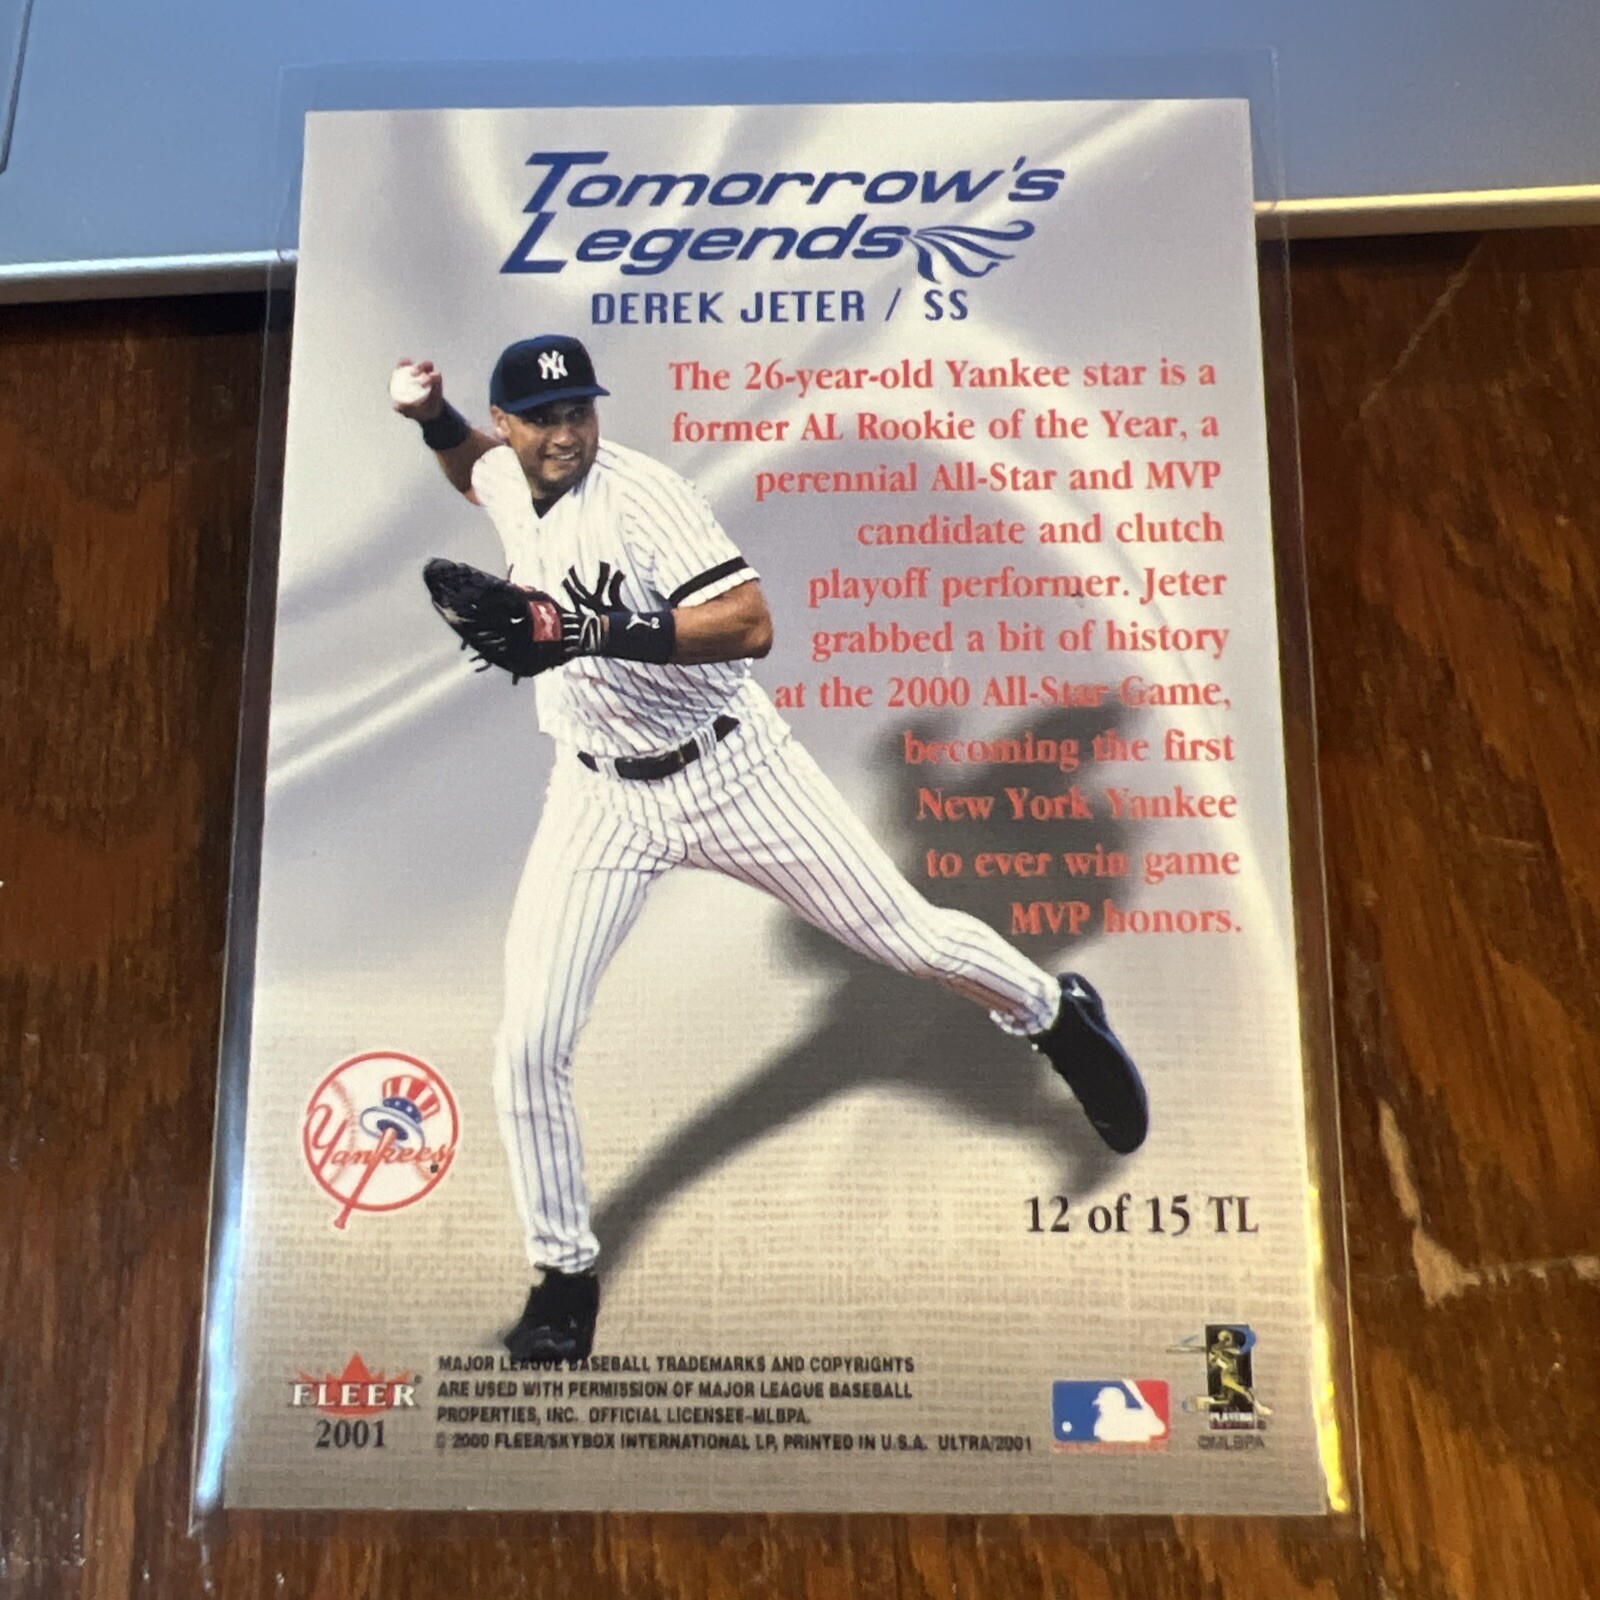 Tomorrow's
Legends
DEREK JETER / SS
The 26-year-old Yankee star is a
former AL Rookie of the Year, a
perennial All-Star and MVP
candidate and clutch
playoff performer. Jeter
grabbed a bit of history
at the 2000 All-Star Game,
becoming the first
New York Yankee
to ever win game
MVP honors.
NY
NY
2
Yankees
12 of 15 TL
FLEER®
2001
MAJOR LEAGUE BASEBALL TRADEMARKS AND COPYRIGHTS
ARE USED WITH PERMISSION OF MAJOR LEAGUE BASEBALL
PROPERTIES, INC. OFFICIAL LICENSEE-MLBPA.
© 2000 FLEER/SKYBOX INTERNATIONAL LP, PRINTED IN U.S.A. ULTRA/2001
PLAYERS
©MLBPA